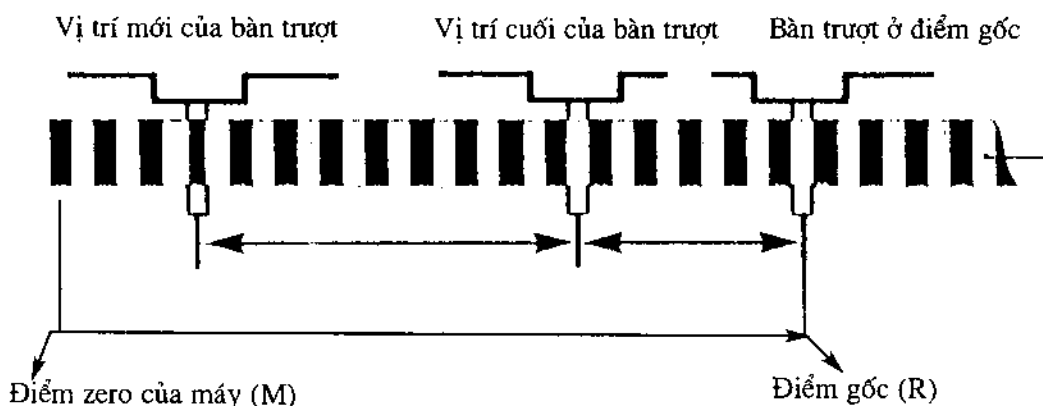 Vị trí mới của bàn trượt
Vị trí cuối của bàn trượt
Bàn trượt ở điểm gốc
Điểm zero của máy (M)
Điểm gốc (R)